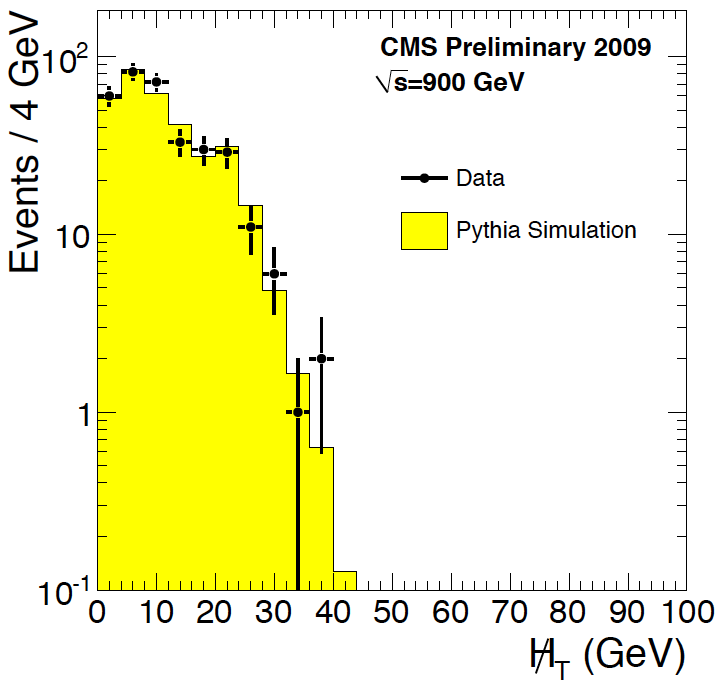 CMS Preliminary 2009
√s=900 GeV
Data
Pythia Simulation
Events / 4 GeV
10²
10
1
10⁻¹
0 10 20 30 40 50 60 70 80 90 100
H̸_T (GeV)